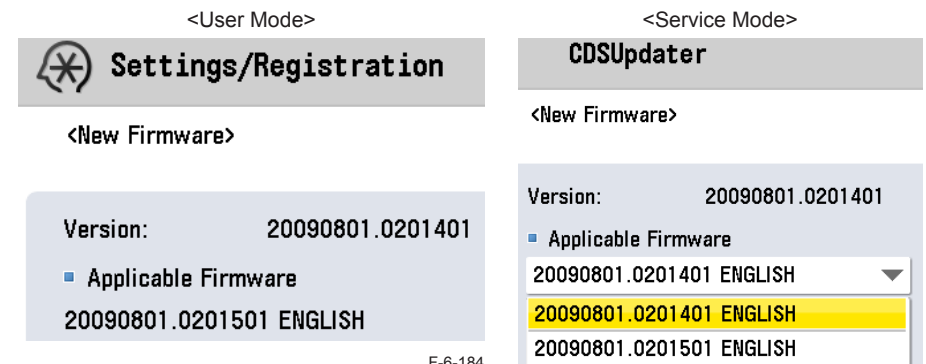 <User Mode>
Settings/Registration
<New Firmware>
Version: 20090801.0201401
Applicable Firmware
20090801.0201501 ENGLISH
F-6-184
<Service Mode>
CDSUpdater
<New Firmware>
Version: 20090801.0201401
Applicable Firmware
20090801.0201401 ENGLISH
20090801.0201401 ENGLISH
20090801.0201501 ENGLISH